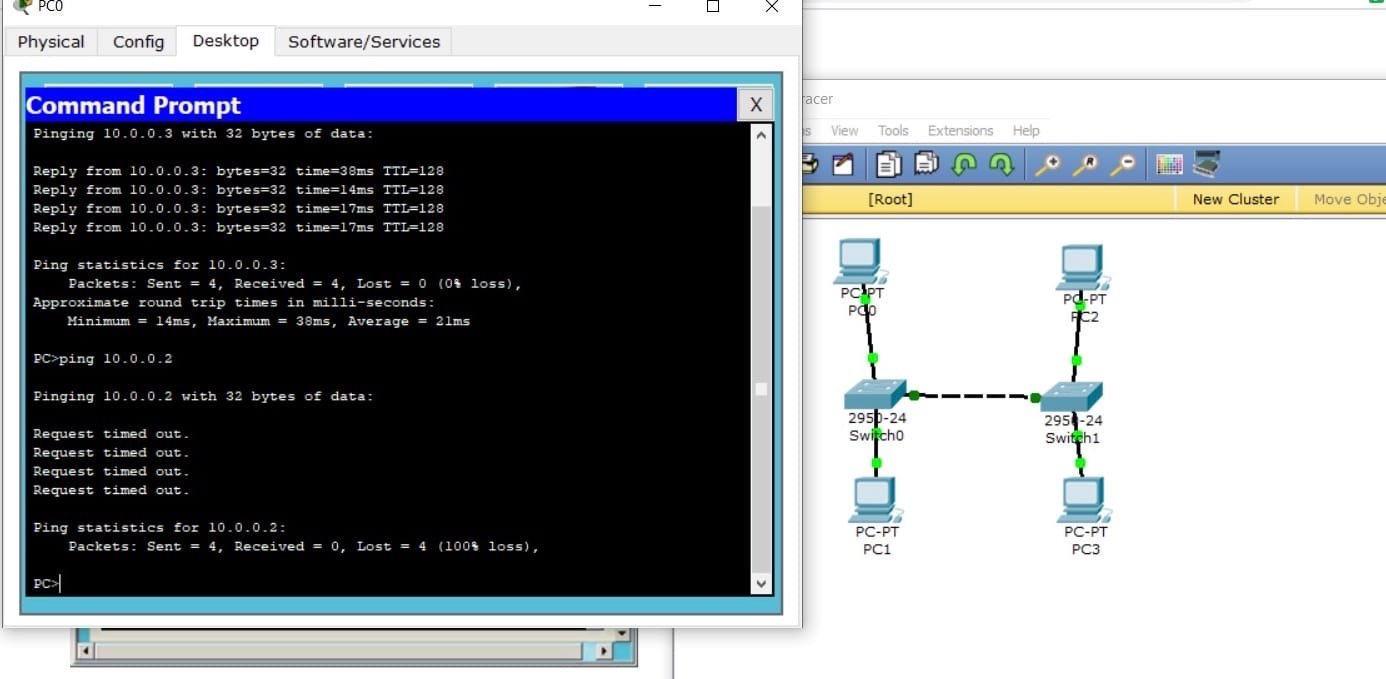 PC0
Physical Config Desktop Software/Services
Command Prompt X
Pinging 10.0.0.3 with 32 bytes of data:
Reply from 10.0.0.3: bytes=32 time=38ms TTL=128
Reply from 10.0.0.3: bytes=32 time=14ms TTL=128
Reply from 10.0.0.3: bytes=32 time=17ms TTL=128
Reply from 10.0.0.3: bytes=32 time=17ms TTL=128
Ping statistics for 10.0.0.3:
Packets: Sent = 4, Received = 4, Lost = 0 (0% loss),
Approximate round trip times in milli-seconds:
Minimum = 14ms, Maximum = 38ms, Average = 21ms
PC>ping 10.0.0.2
Pinging 10.0.0.2 with 32 bytes of data:
Request timed out.
Request timed out.
Request timed out.
Request timed out.
Ping statistics for 10.0.0.2:
Packets: Sent = 4, Received = 0, Lost = 4 (100% loss),
PC>
racer
s View Tools Extensions Help
[Root] New Cluster Move Obje
PC-PT
PC0
PC-PT
PC2
2950-24
Switch0
2950-24
Switch1
PC-PT
PC1
PC-PT
PC3